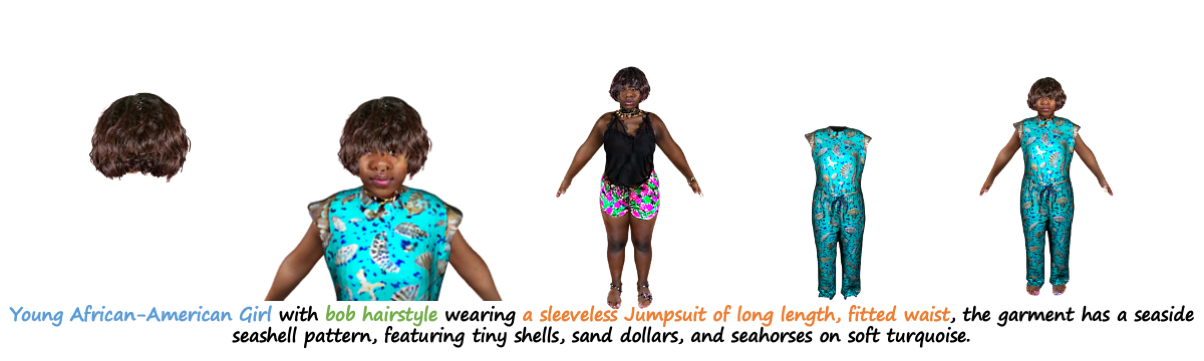 Young African-American Girl with bob hairstyle wearing a sleeveless Jumpsuit of long length, fitted waist, the garment has a seaside
seashell pattern, featuring tiny shells, sand dollars, and seahorses on soft turquoise.